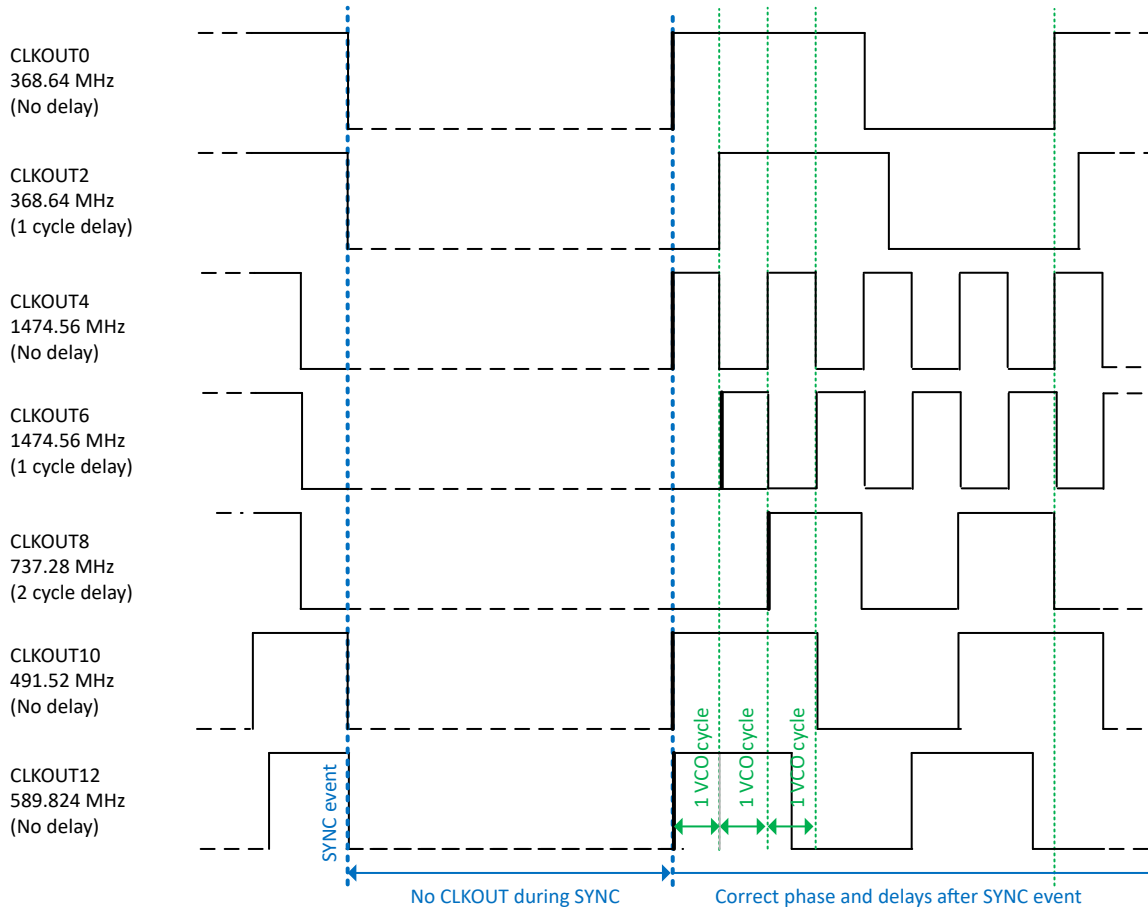 CLKOUT0
368.64 MHz
(No delay)
CLKOUT2
368.64 MHz
(1 cycle delay)
CLKOUT4
1474.56 MHz
(No delay)
CLKOUT6
1474.56 MHz
(1 cycle delay)
CLKOUT8
737.28 MHz
(2 cycle delay)
CLKOUT10
491.52 MHz
(No delay)
CLKOUT12
589.824 MHz
(No delay)
SYNC event
1 VCO cycle
1 VCO cycle
1 VCO cycle
No CLKOUT during SYNC
Correct phase and delays after SYNC event